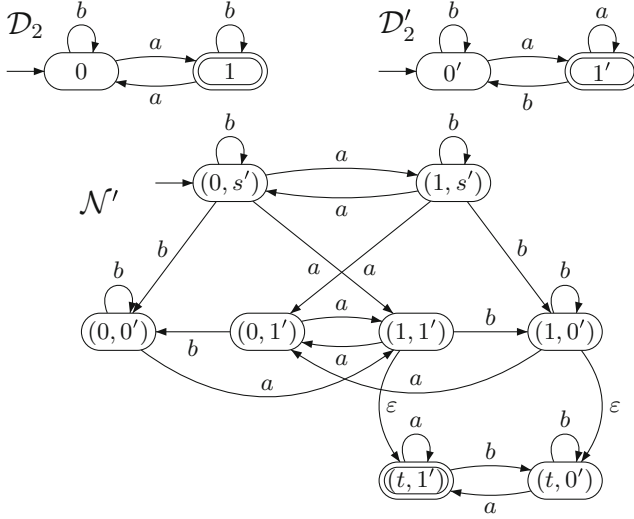 D₂ D′₂
b b b a
a a
0 1 0′ 1′
a b
b b
a
(0, s′) (1, s′)
N′ a
b a a b
b b
a
(0, 0′) (0, 1′) (1, 1′) (1, 0′)
b a b
a a
ε ε
a b
b
(t, 1′) (t, 0′)
a